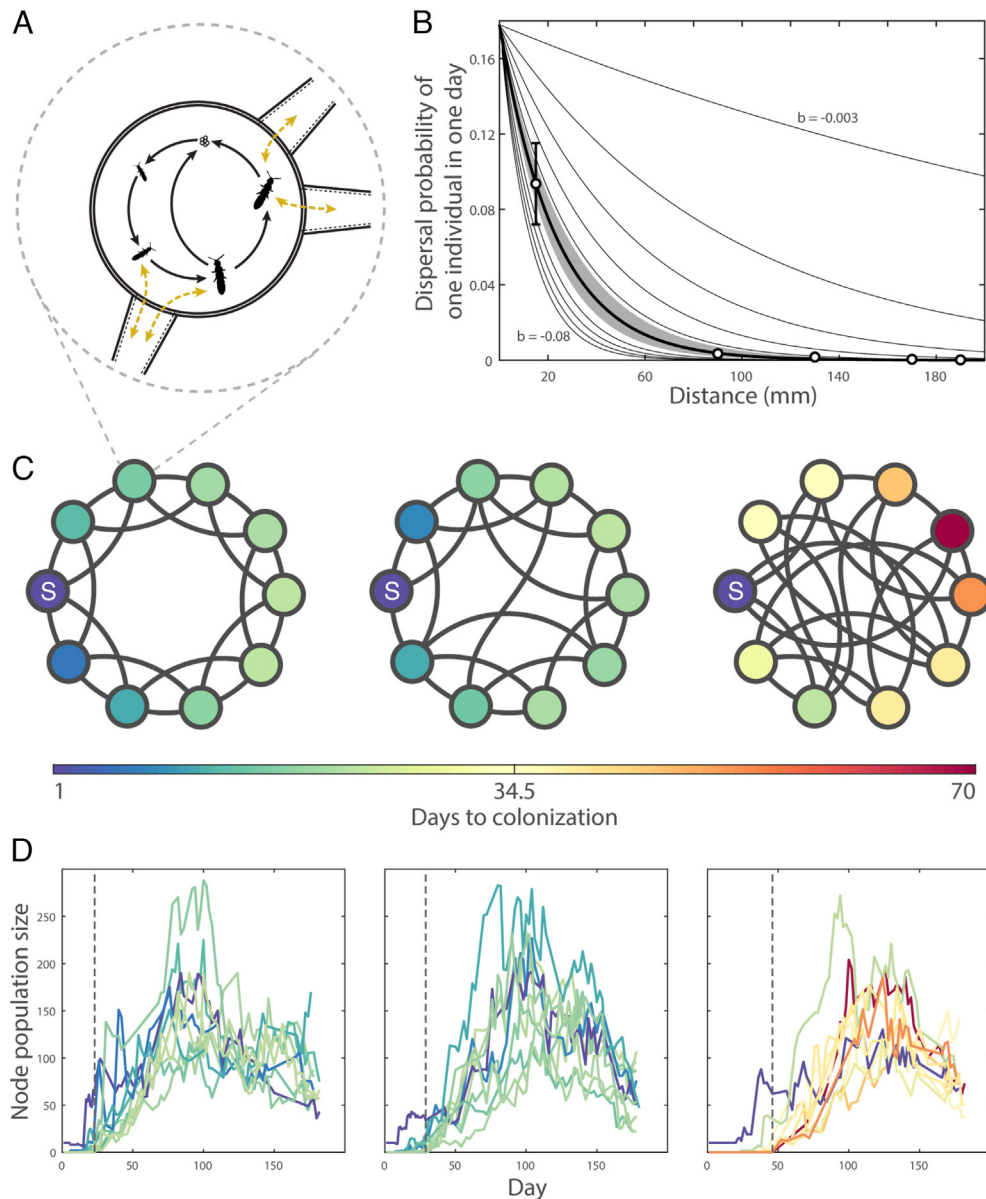 A
B
Dispersal probability of
one individual in one day
0.16
0.12
0.08
0.04
0
b = -0.003
b = -0.08
20
60
100
140
180
Distance (mm)
C
S
S
S
1
34.5
70
Days to colonization
D
Node population size
250
200
150
100
50
0
0
50
100
150
0
50
100
150
0
50
100
150
Day